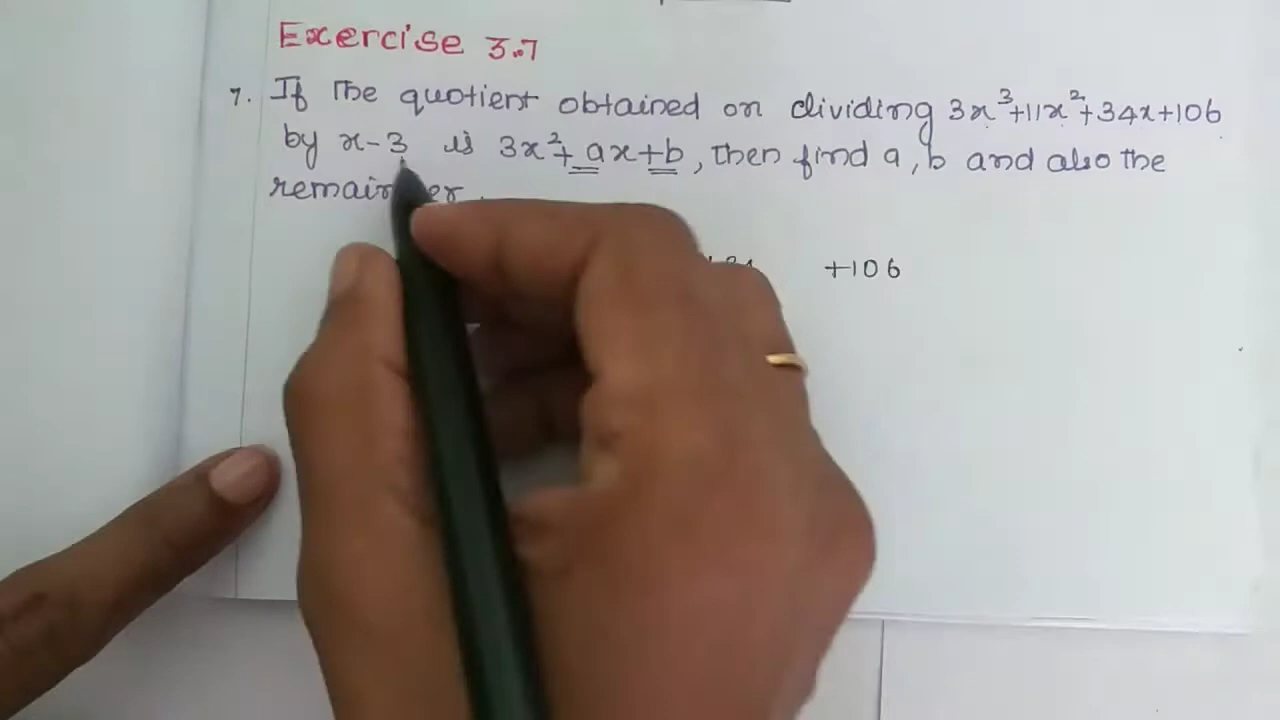 Exercise 3.7
7. If The quotient obtained on dividing 3x³+11x²+34x+106
by x-3 is 3x²+ax+b, then find a, b and also the
+106